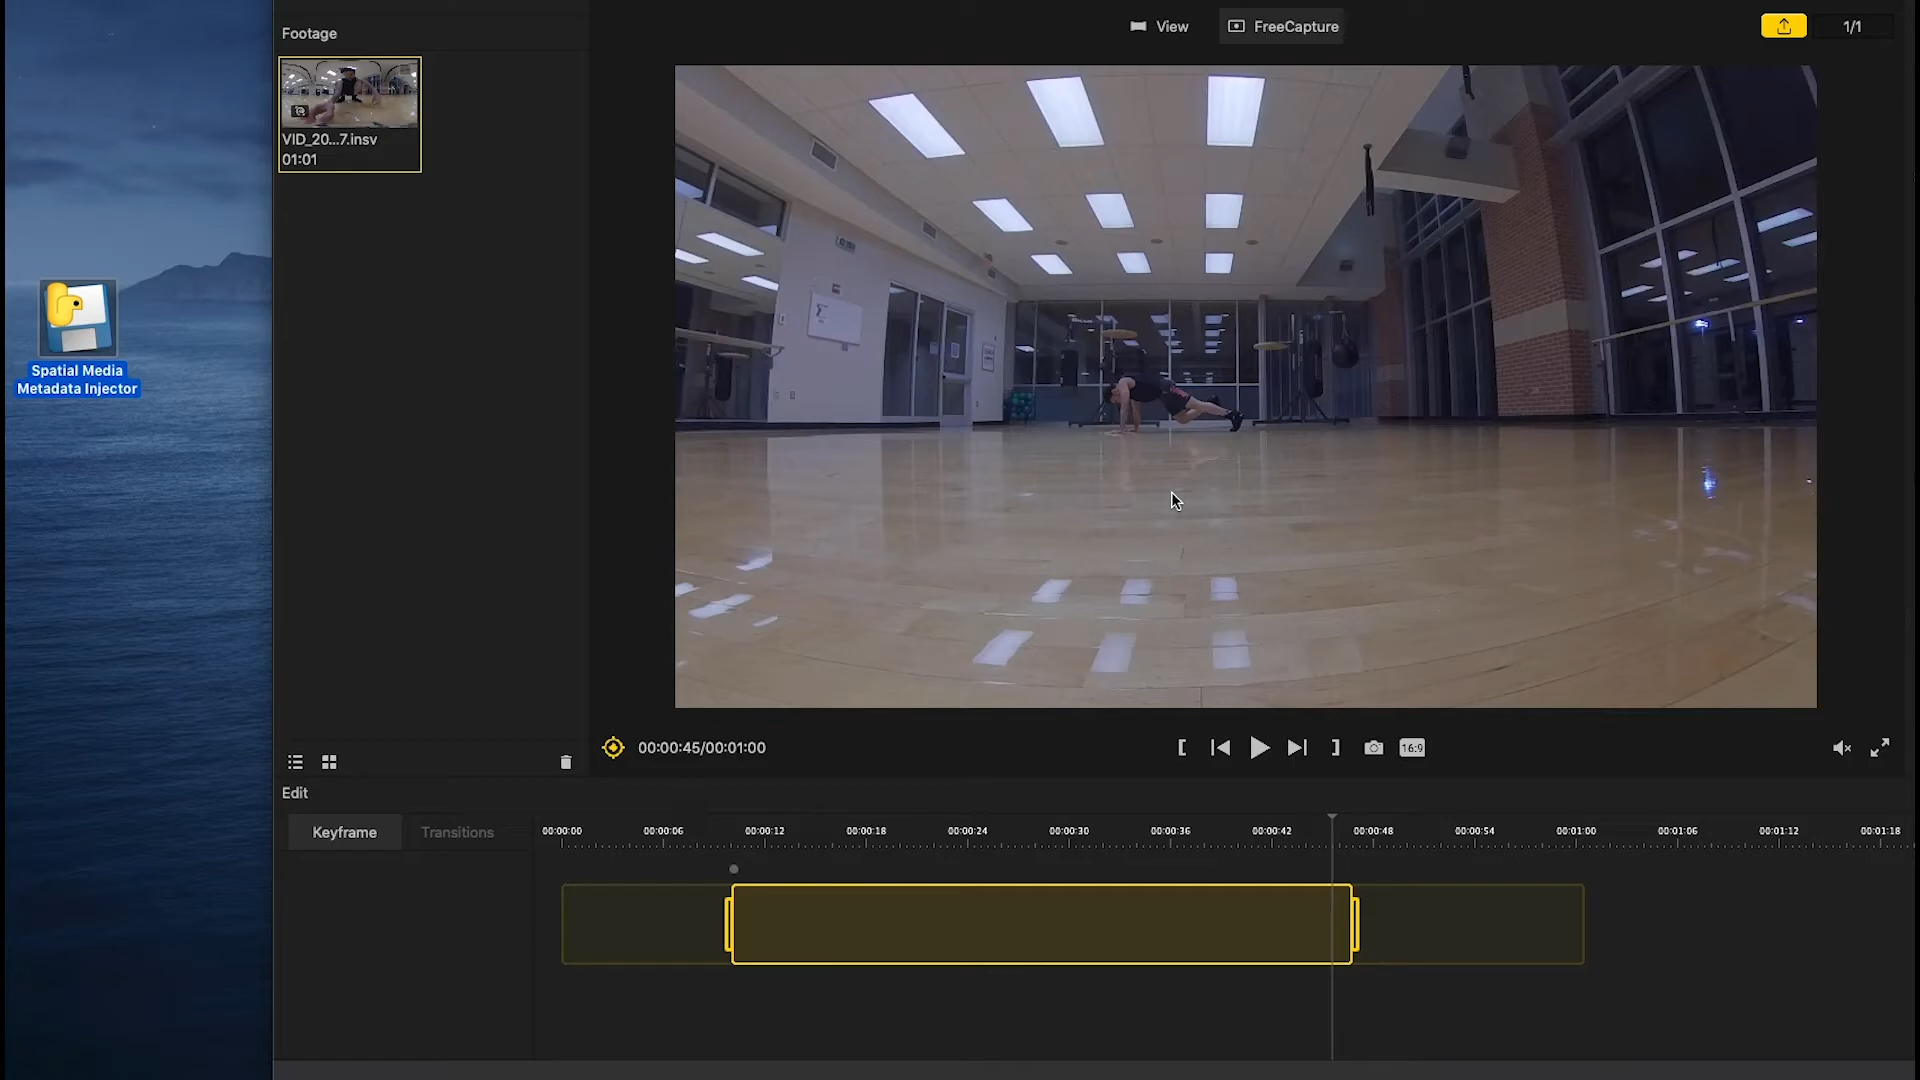 Footage
View
FreeCapture
1/1
VID_20...7.insv
01:01
Spatial Media
Metadata Injector
00:00:45/00:01:00
16:9
Edit
Keyframe
Transitions
00:00:00
00:00:06
00:00:12
00:00:18
00:00:24
00:00:30
00:00:36
00:00:42
00:00:48
00:00:54
00:01:00
00:01:06
00:01:12
00:01:18